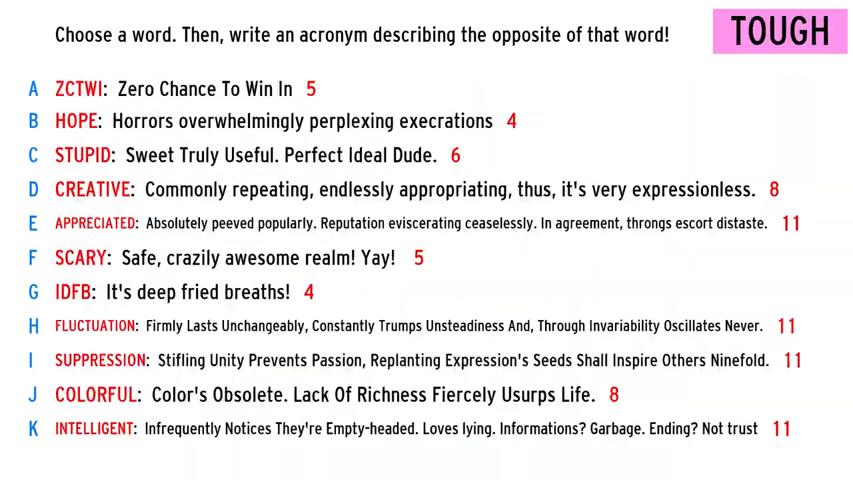 Choose a word. Then, write an acronym describing the opposite of that word!
TOUGH
A ZCTWI: Zero Chance To Win In 5
B HOPE: Horrors overwhelmingly perplexing execrations 4
C STUPID: Sweet Truly Useful. Perfect Ideal Dude. 6
D CREATIVE: Commonly repeating, endlessly appropriating, thus, it's very expressionless. 8
E APPRECIATED: Absolutely peeved popularly. Reputation eviscerating ceaselessly. In agreement, throngs escort distaste. 11
F SCARY: Safe, crazily awesome realm! Yay! 5
G IDFB: It's deep fried breaths! 4
H FLUCTUATION: Firmly Lasts Unchangeably, Constantly Trumps Unsteadiness And, Through Invariability Oscillates Never. 11
I SUPPRESSION: Stifling Unity Prevents Passion, Replanting Expression's Seeds Shall Inspire Others Ninefold. 11
J COLORFUL: Color's Obsolete. Lack Of Richness Fiercely Usurps Life. 8
K INTELLIGENT: Infrequently Notices They're Empty-headed. Loves lying. Informations? Garbage. Ending? Not trust 11